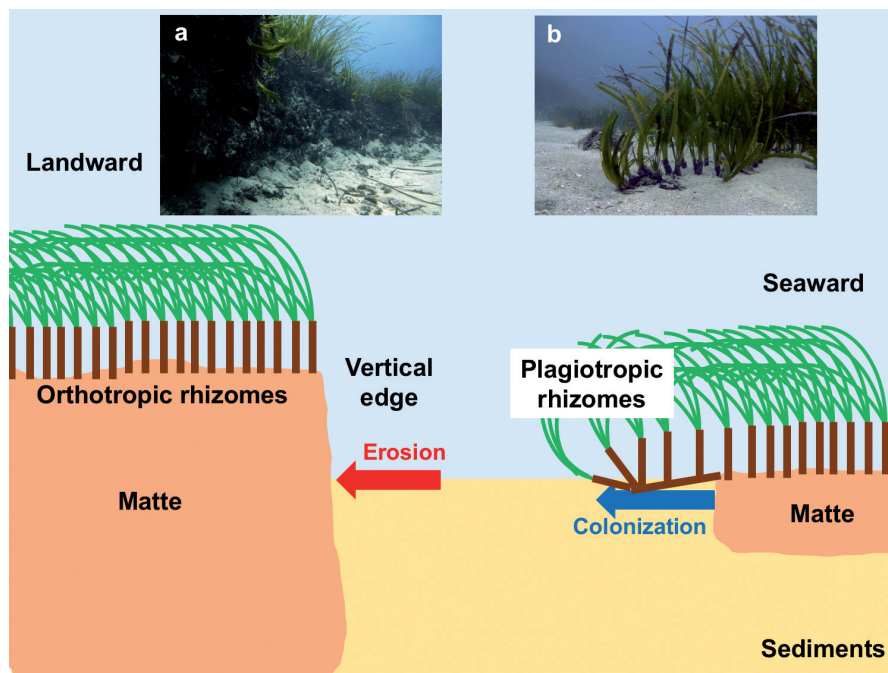 a
b
Landward
Seaward
Plagiotropic
rhizomes
Vertical
edge
Orthotropic rhizomes
Erosion
Matte
Colonization
Matte
Sediments